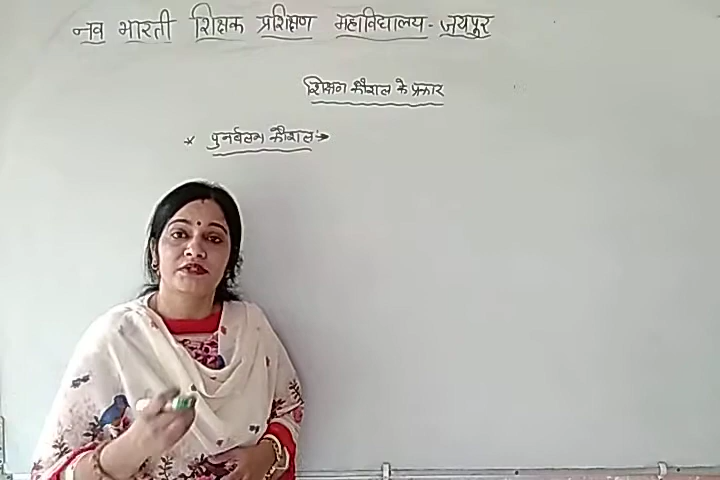 नव भारती शिक्षक प्रशिक्षण महाविद्यालय - जयपुर
शिक्षण कौशल के प्रकार
* पुनर्बलन कौशल :→